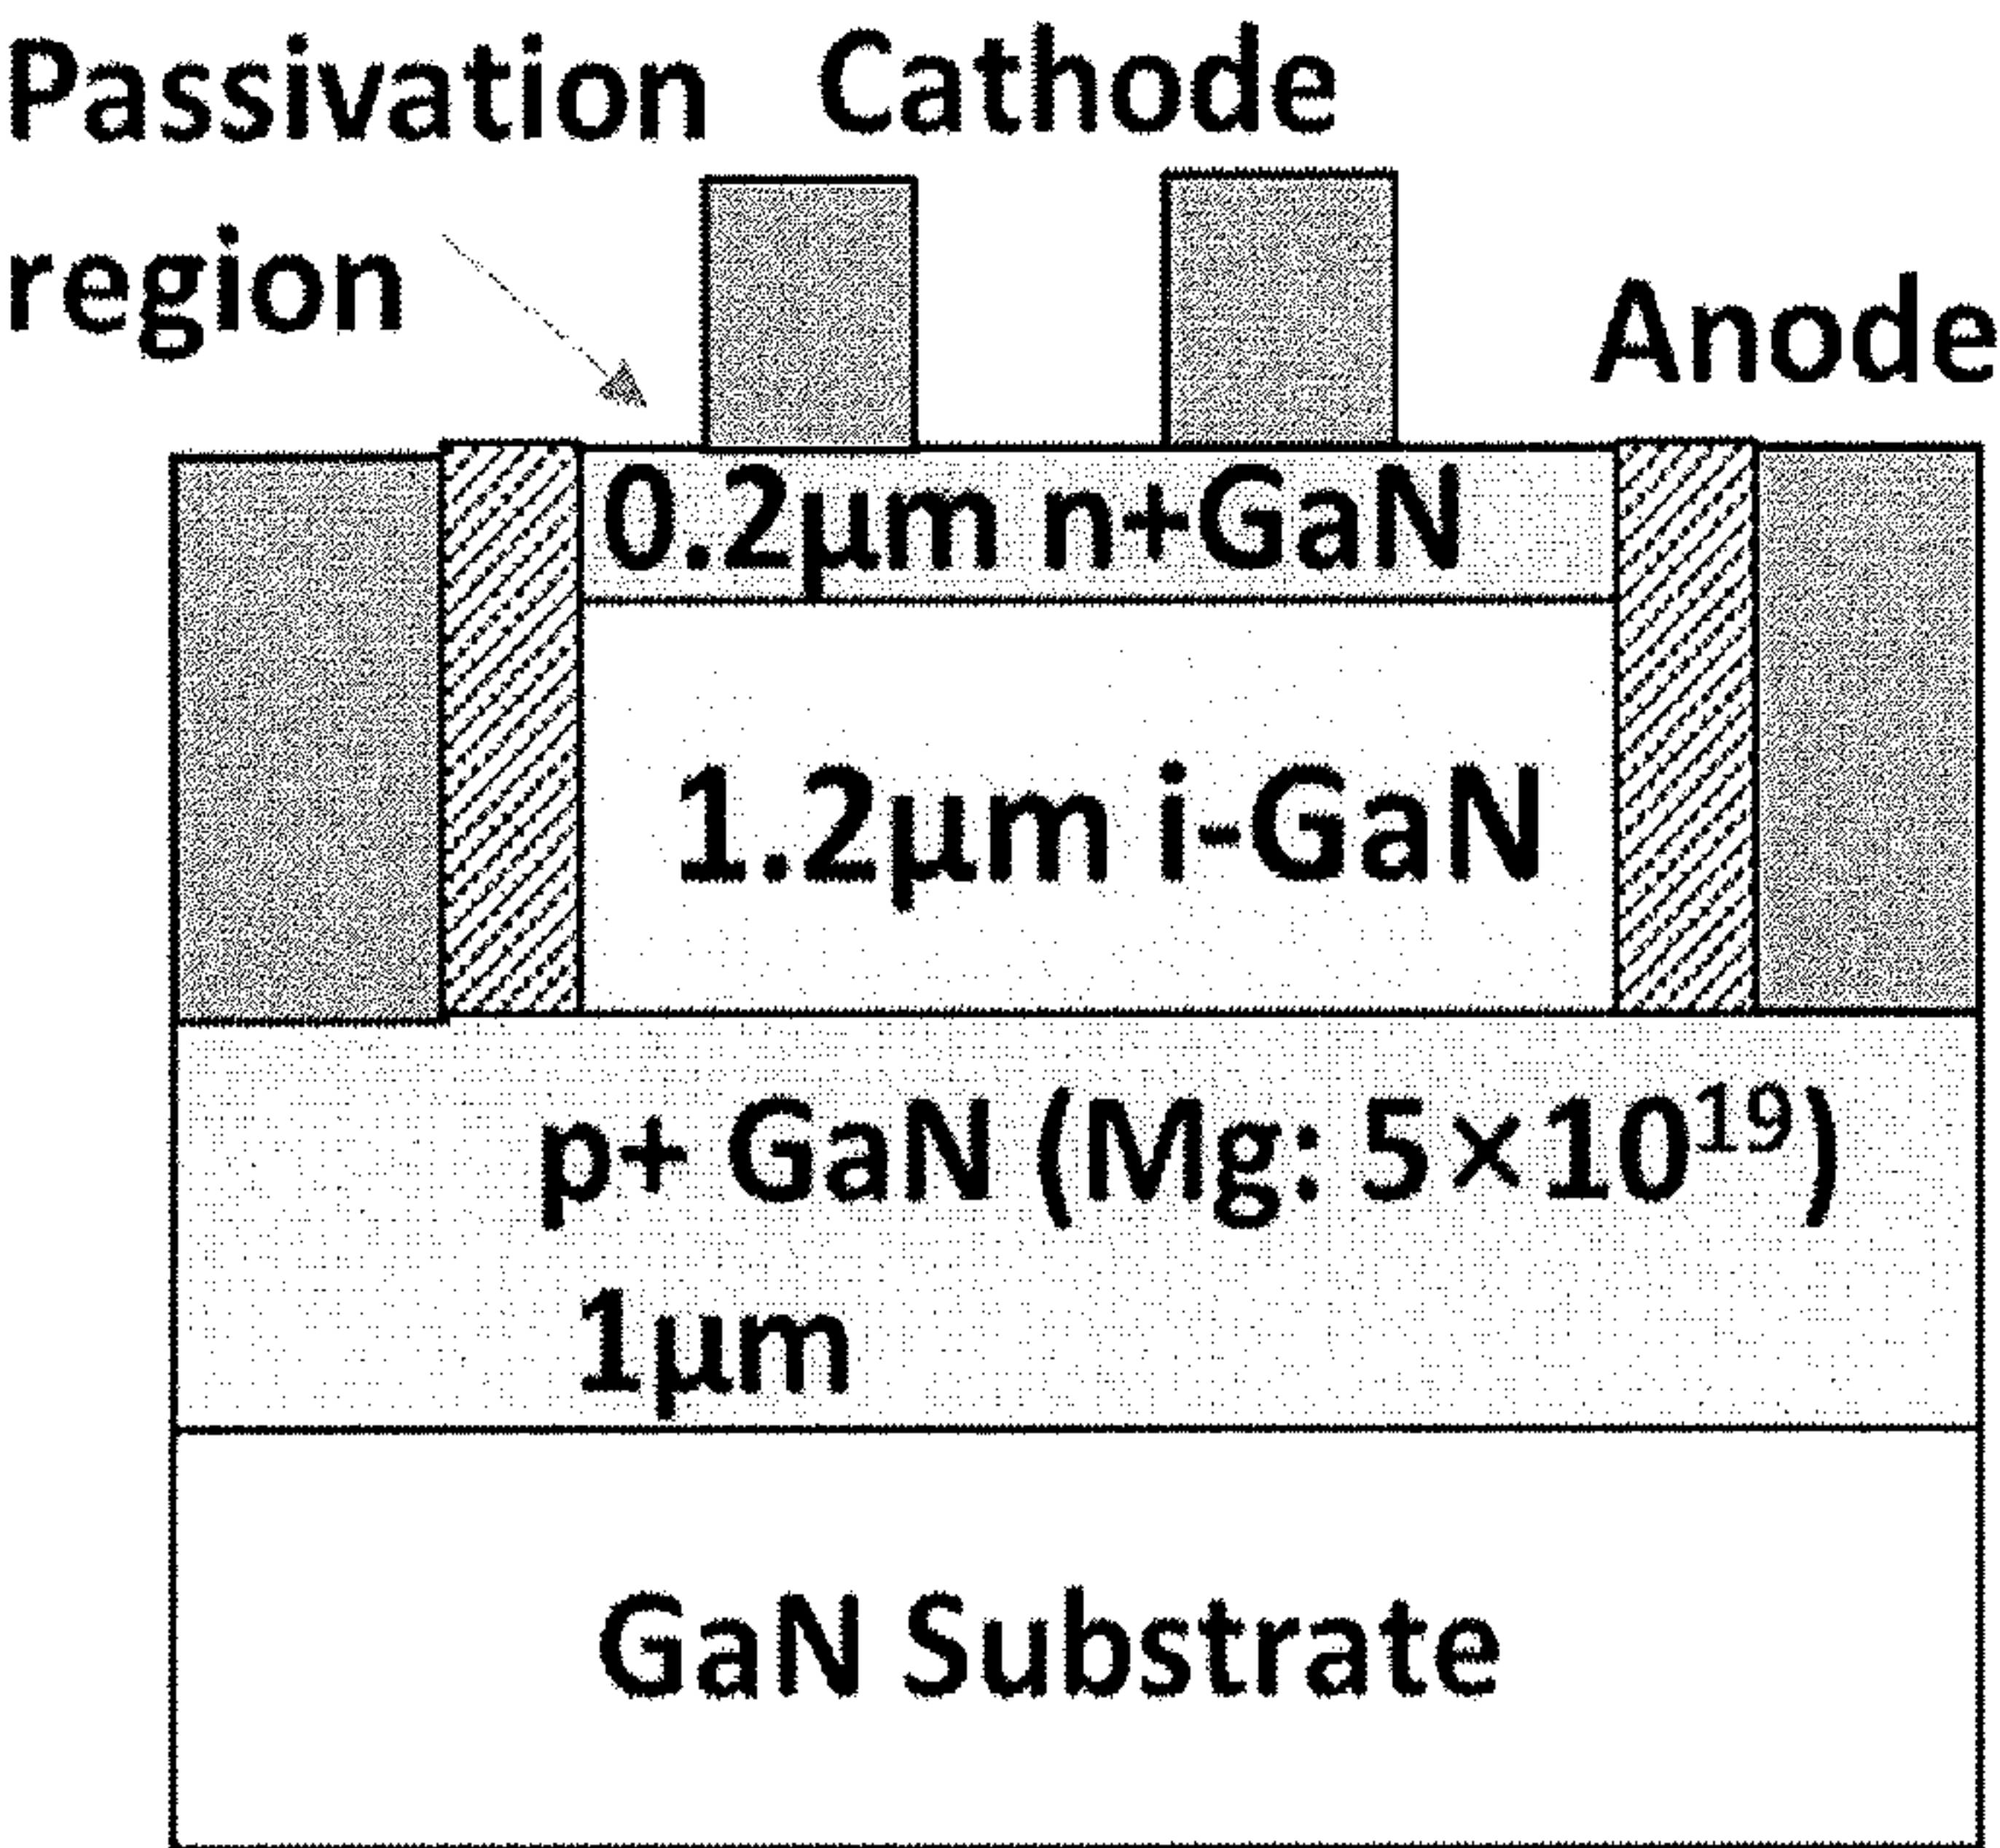 Passivation
region
Cathode
Anode
0.2μm n+GaN
1.2μm i-GaN
p+ GaN (Mg: 5×10¹⁹)
1μm
GaN Substrate